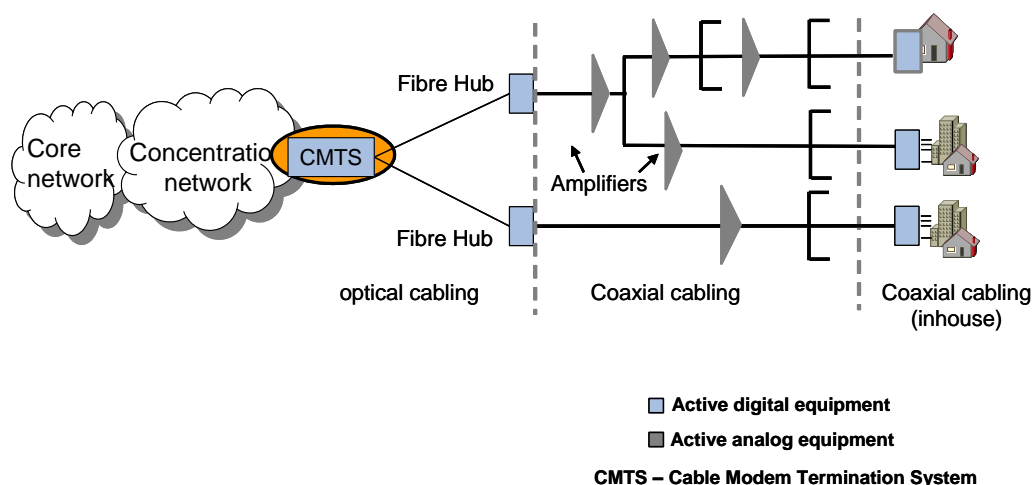 Fibre Hub
Core
network
Concentratio
network
CMTS
Amplifiers
Fibre Hub
optical cabling
Coaxial cabling
Coaxial cabling
(inhouse)
Active digital equipment
Active analog equipment
CMTS – Cable Modem Termination System